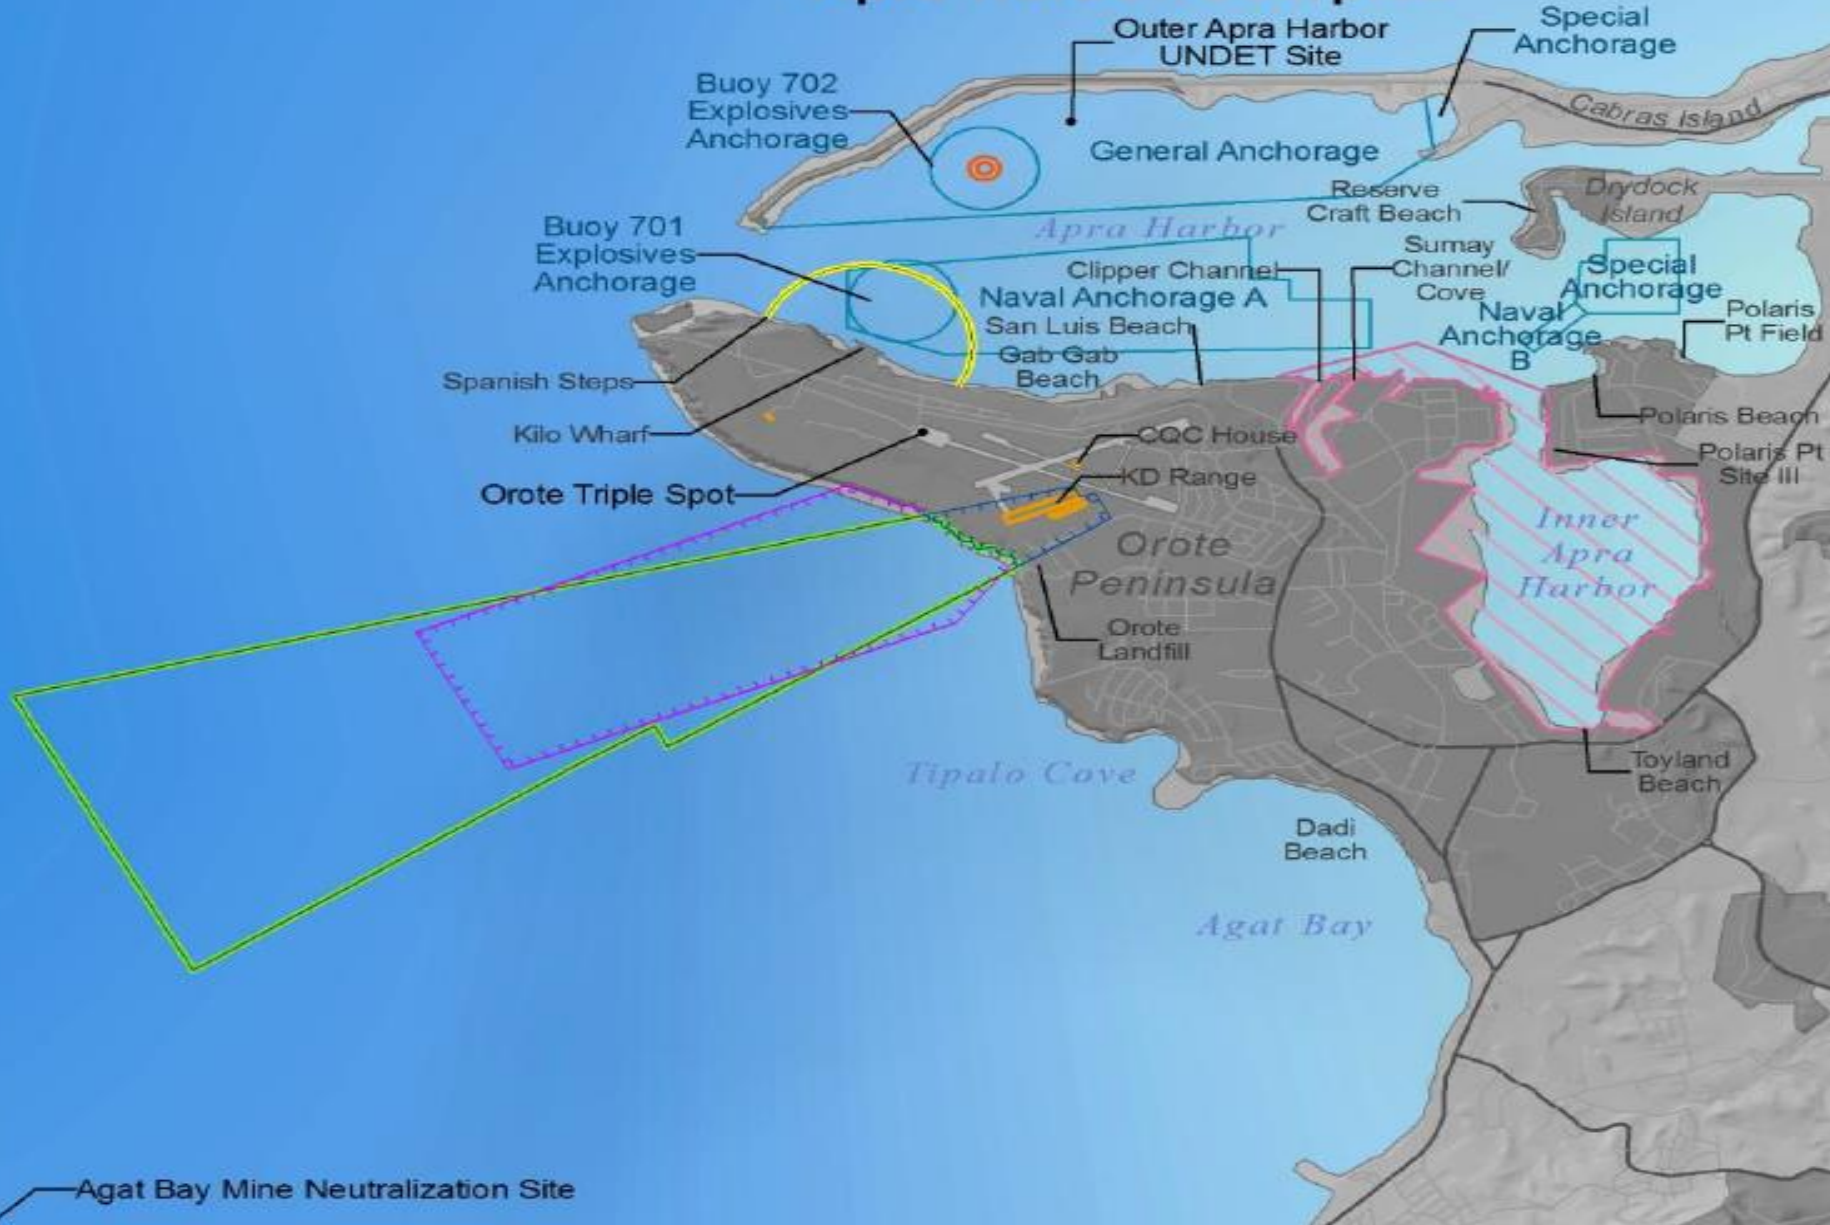 Outer Apra Harbor
UNDET Site
Special
Anchorage
Buoy 702
Explosives
Anchorage
Cabras Island
General Anchorage
Reserve
Craft Beach
Drydock
Island
Buoy 701
Explosives
Anchorage
Apra Harbor
Sumay
Channel/
Cove
Clipper Channel
Special
Anchorage
Naval Anchorage A
Naval
Anchorage
B
Polaris
Pt Field
San Luis Beach
Gab Gab
Beach
Spanish Steps
Kilo Wharf
Polaris Beach
CQC House
Polaris Pt
Site III
KD Range
Orote Triple Spot
Inner
Apra
Harbor
Orote
Peninsula
Orote
Landfill
Tipalo Cove
Toyland
Beach
Dadi
Beach
Agat Bay
Agat Bay Mine Neutralization Site